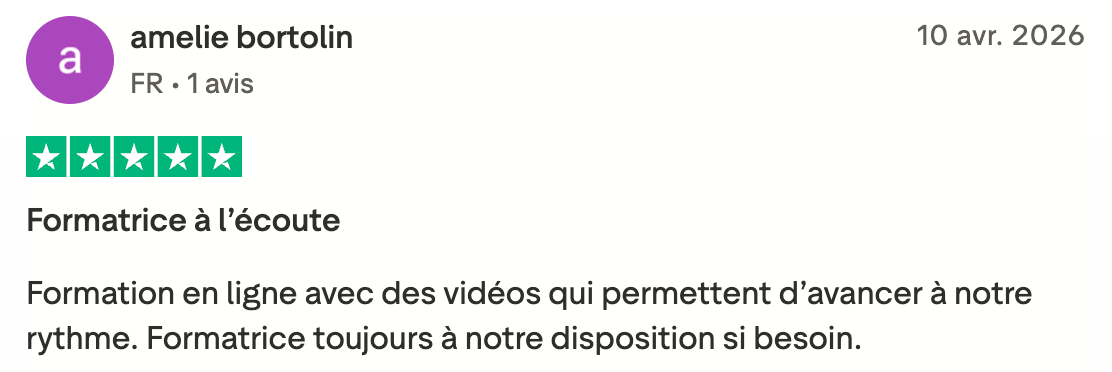 a
amelie bortolin
10 avr. 2026
FR • 1 avis
Formatrice à l’écoute
Formation en ligne avec des vidéos qui permettent d’avancer à notre
rythme. Formatrice toujours à notre disposition si besoin.